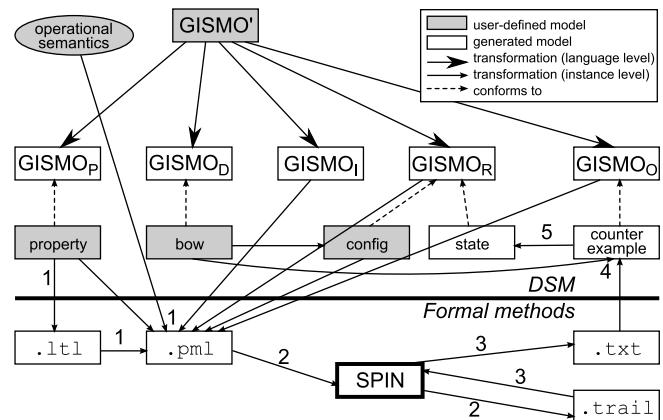 operational
semantics
GISMO'
user-defined model
generated model
transformation (language level)
transformation (instance level)
conforms to
GISMOP
GISMOD
GISMOI
GISMOR
GISMOO
property
bow
config
state
5
counter
example
1
4
DSM
Formal methods
1
1
.ltl
.pml
2
SPIN
3
.txt
3
2
.trail